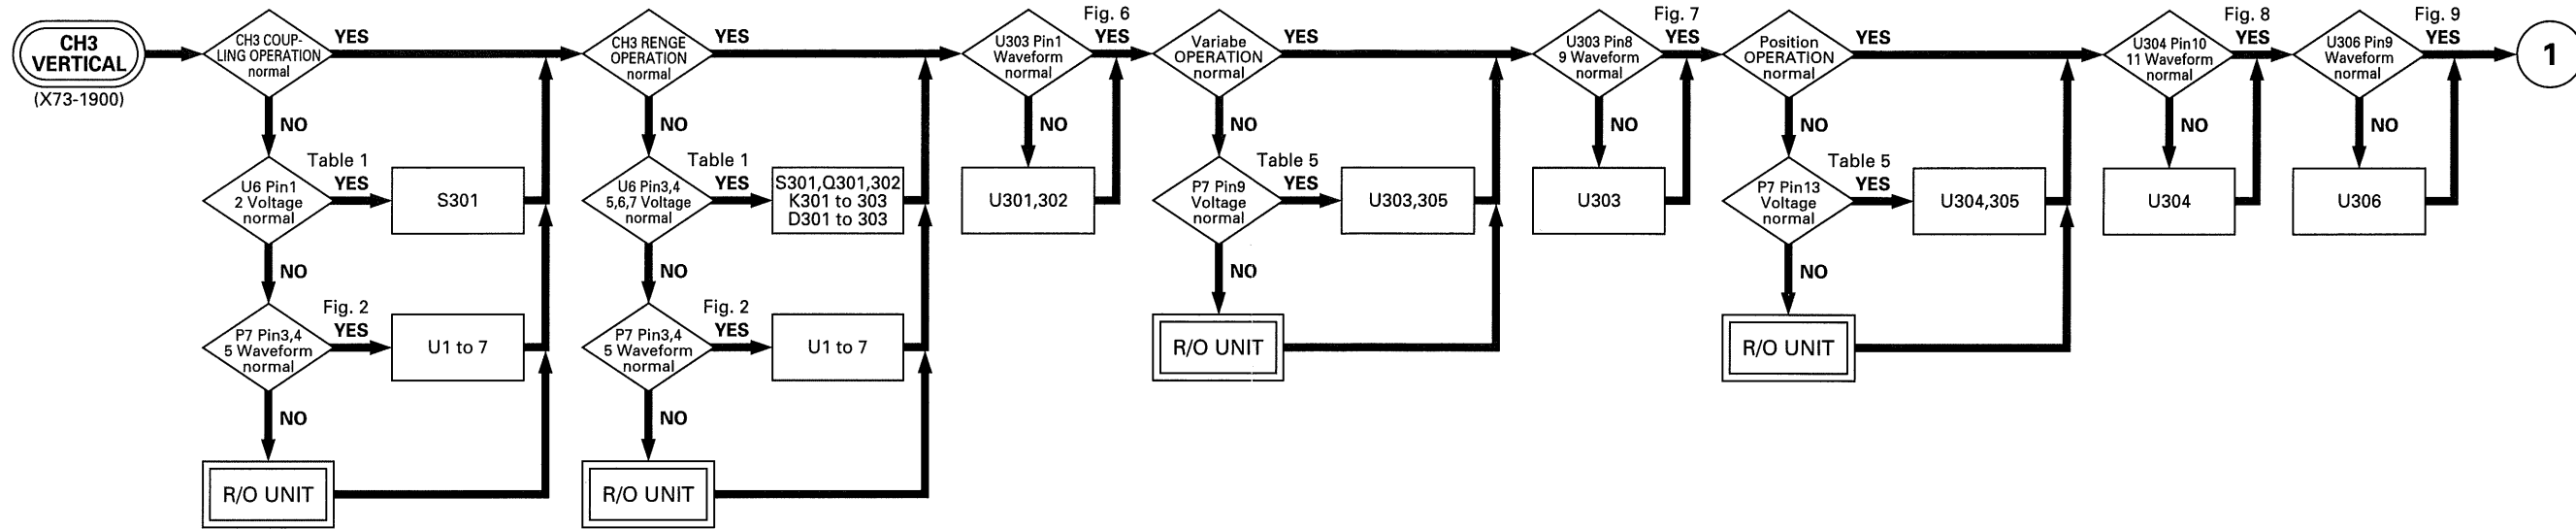 CH3
VERTICAL
(X73-1900)
CH3 COUP-
LING OPERATION
normal
YES
NO
U6 Pin1
2 Voltage
normal
Table 1
YES
S301
NO
P7 Pin3,4
5 Waveform
normal
Fig. 2
YES
U1 to 7
NO
R/O UNIT
CH3 RENGE
OPERATION
normal
YES
NO
U6 Pin3,4
5,6,7 Voltage
normal
Table 1
YES
S301,Q301,302
K301 to 303
D301 to 303
NO
P7 Pin3,4
5 Waveform
normal
Fig. 2
YES
U1 to 7
NO
R/O UNIT
U303 Pin1
Waveform
normal
Fig. 6
YES
NO
U301,302
Variabe
OPERATION
normal
YES
NO
P7 Pin9
Voltage
normal
Table 5
YES
U303,305
NO
R/O UNIT
U303 Pin8
9 Waveform
normal
Fig. 7
YES
NO
U303
Position
OPERATION
normal
YES
NO
P7 Pin13
Voltage
normal
Table 5
YES
U304,305
NO
R/O UNIT
U304 Pin10
11 Waveform
normal
Fig. 8
YES
NO
U304
U306 Pin9
Waveform
normal
Fig. 9
YES
NO
U306
1